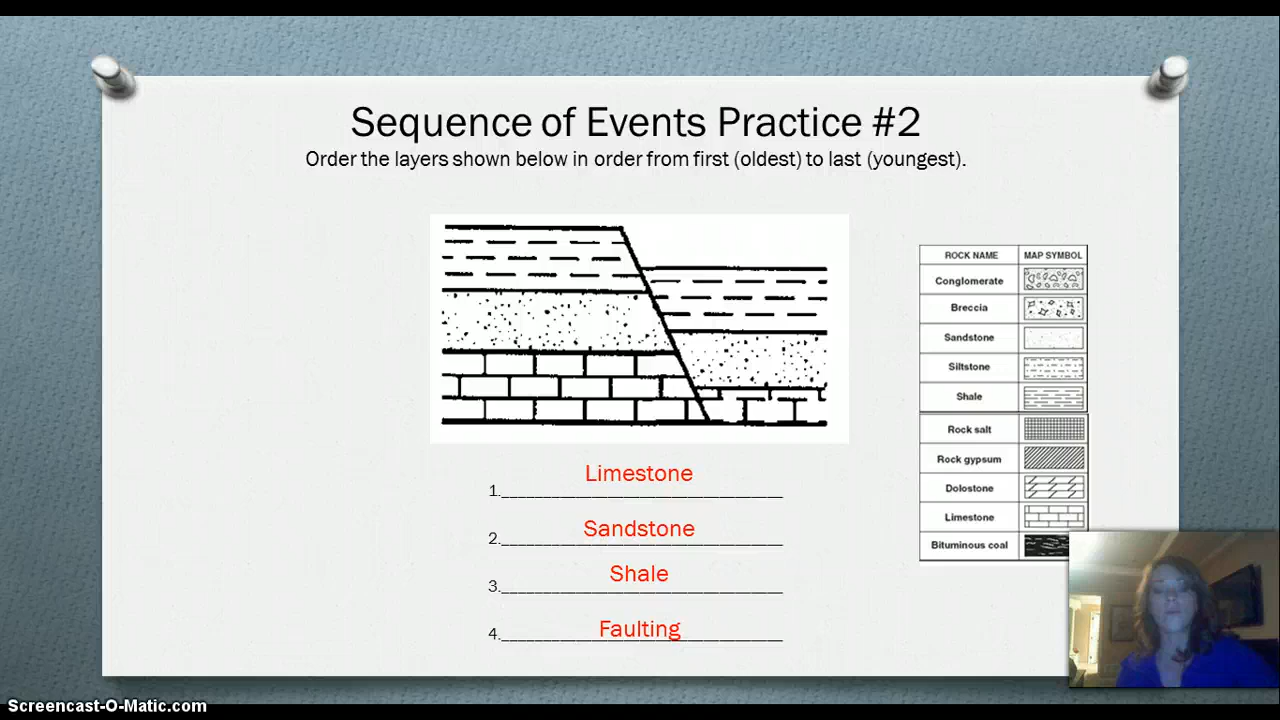 Sequence of Events Practice #2
Order the layers shown below in order from first (oldest) to last (youngest).
ROCK NAME MAP SYMBOL
Conglomerate
Breccia
Sandstone
Siltstone
Shale
Rock salt
Rock gypsum
Dolostone
Limestone
Bituminous coal
1. Limestone
2. Sandstone
3. Shale
4. Faulting
Screencast-O-Matic.com